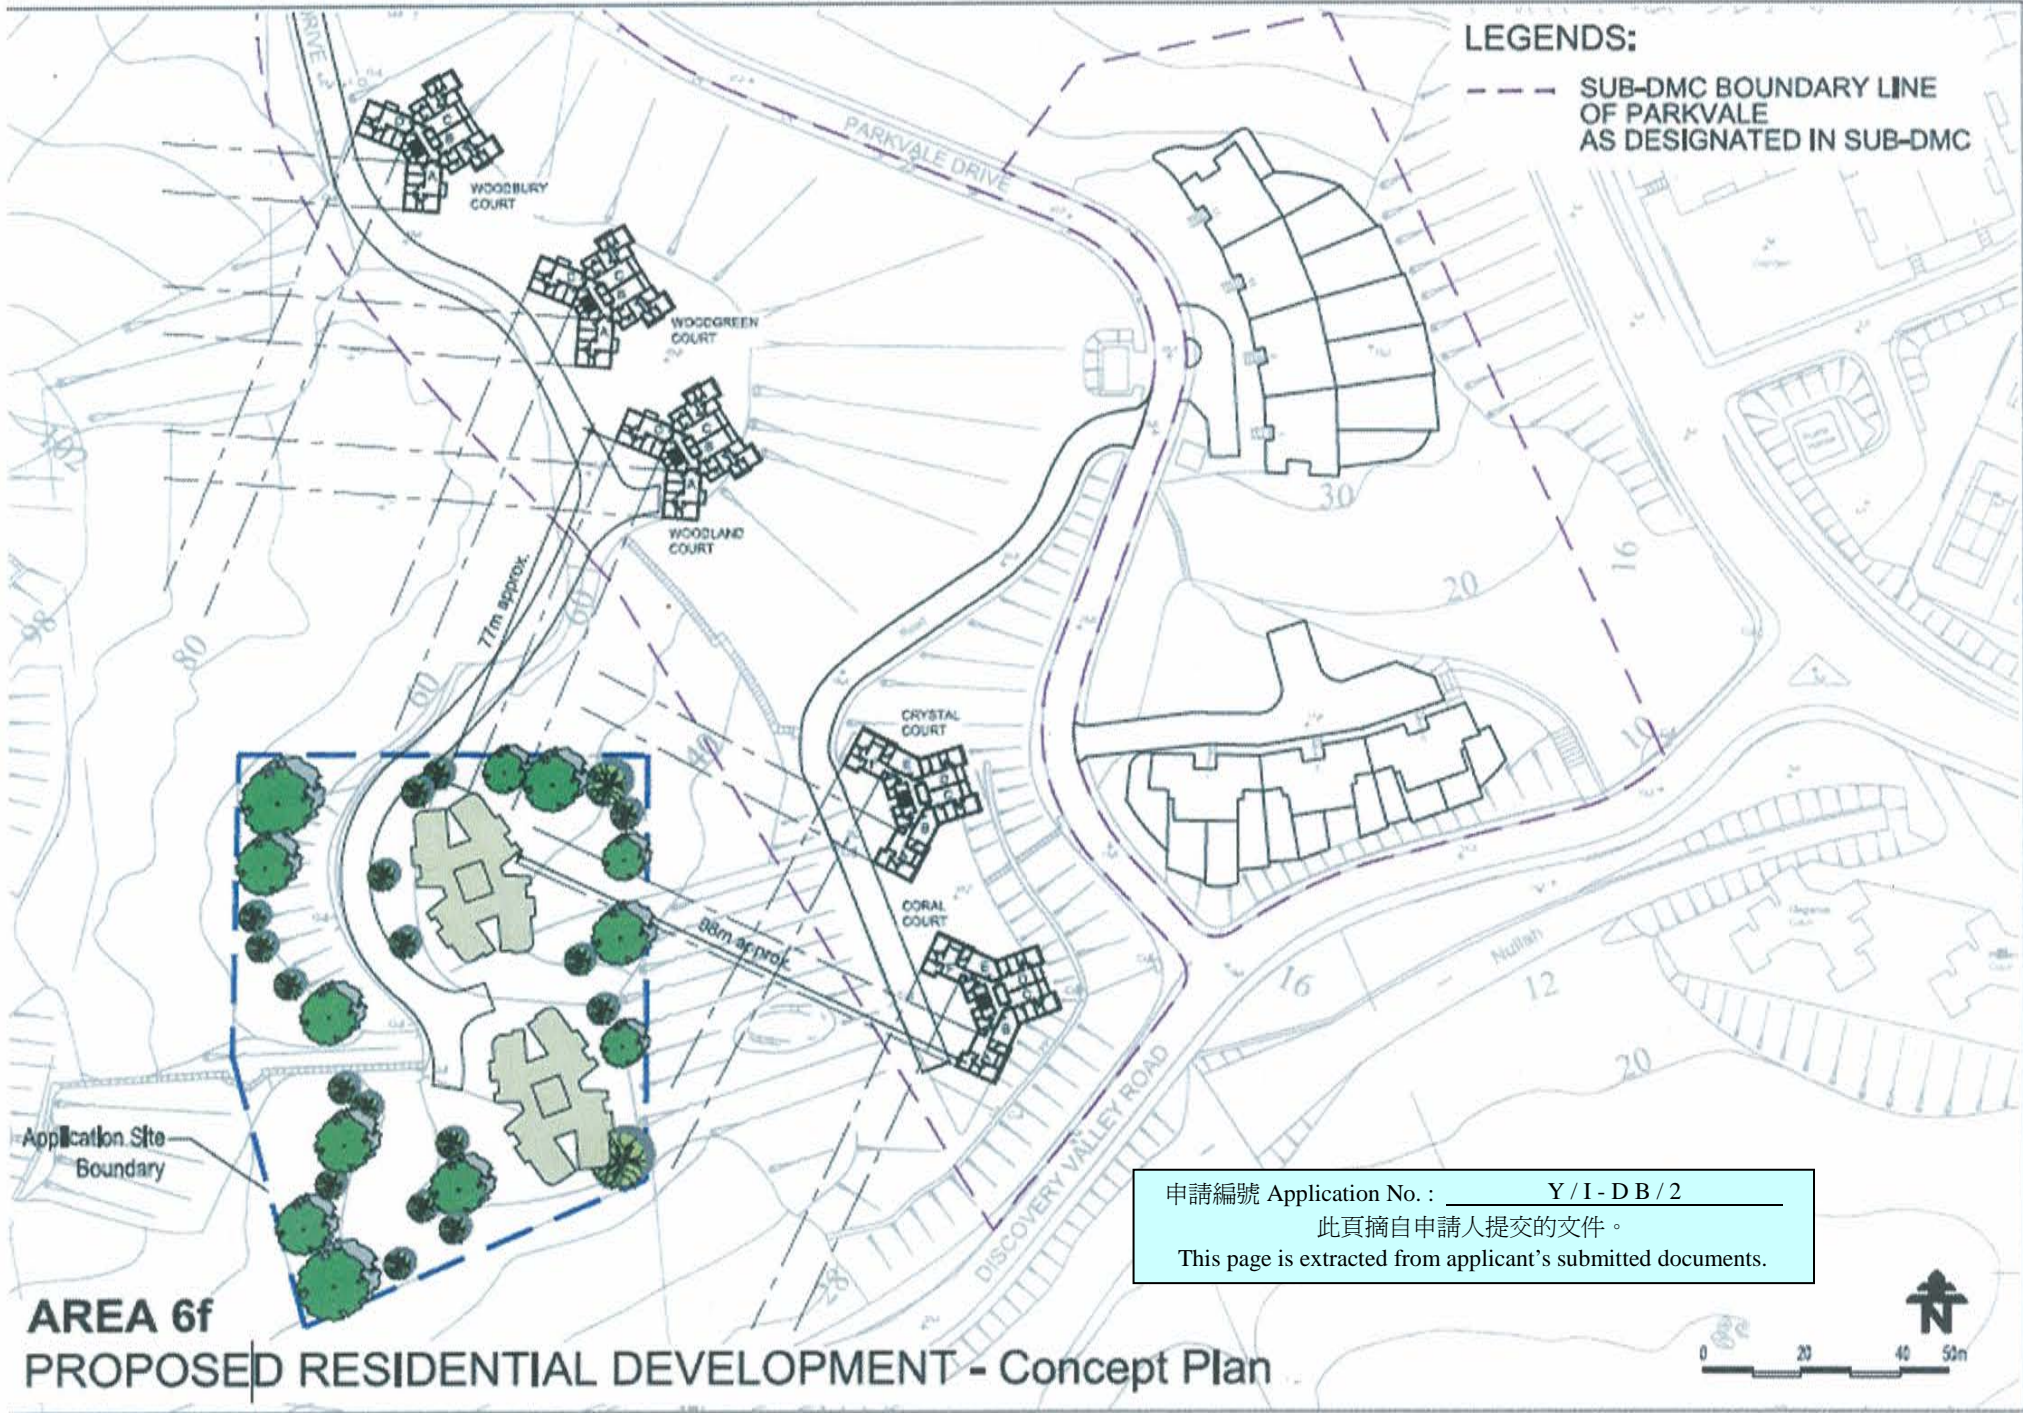 LEGENDS:
SUB-DMC BOUNDARY LINE
OF PARKVALE
AS DESIGNATED IN SUB-DMC
DRIVE
PARKVALE DRIVE
D
C
B
A
WOODBURY
COURT
D
C
B
A
WOODGREEN
COURT
C
B
A
WOODLAND
COURT
102
98
80
60
60
40
30
20
16
10
77m approx.
CRYSTAL
COURT
E
D
C
B
CORAL
COURT
E
D
C
B
98m approx.
Nullah
16
12
20
28
DISCOVERY VALLEY ROAD
Application Site
Boundary
申請編號 Application No. : Y / I - D B / 2
此頁摘自申請人提交的文件。
This page is extracted from applicant's submitted documents.
N
0 20 40 50m
AREA 6f
PROPOSED RESIDENTIAL DEVELOPMENT - Concept Plan